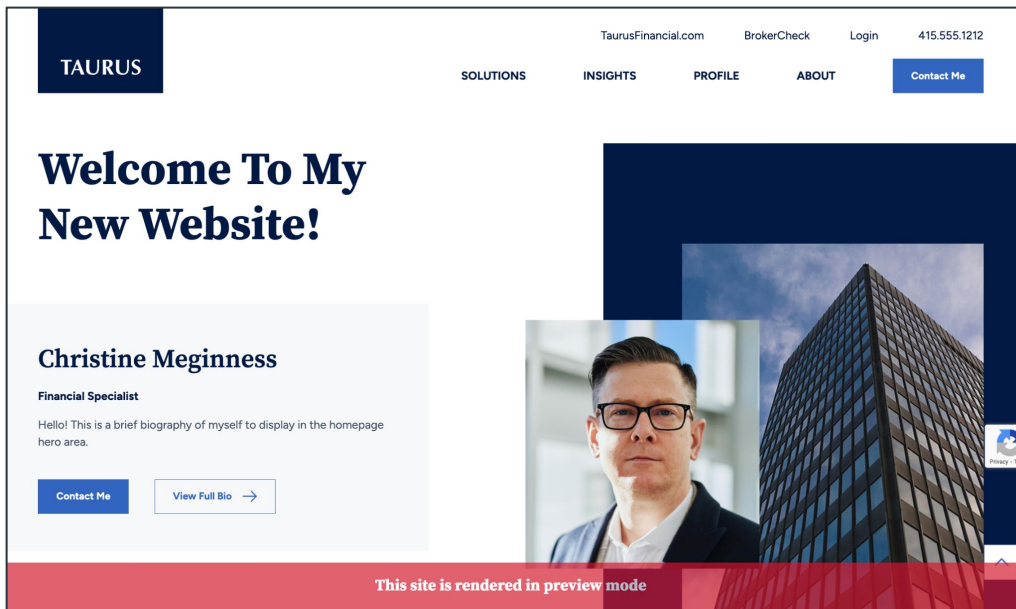 TAURUS
TaurusFinancial.com BrokerCheck Login 415.555.1212
SOLUTIONS INSIGHTS PROFILE ABOUT Contact Me
Welcome To My
New Website!
Christine Meginness
Financial Specialist
Hello! This is a brief biography of myself to display in the homepage
hero area.
Contact Me View Full Bio
Privacy
This site is rendered in preview mode